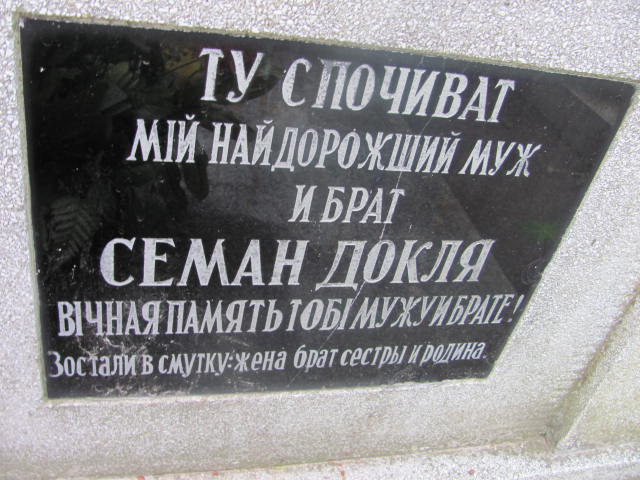 ТУ СПОЧИВАТ
МІЙ НАЙДОРОЖШИЙ МУЖ
И БРАТ
СЕМАН ДОКЛЯ
ВІЧНАЯ ПАМЯТЬ ТОБІ МУЖУ И БРАТЕ!
Зостали в смутку: жена брат сестры и родина.